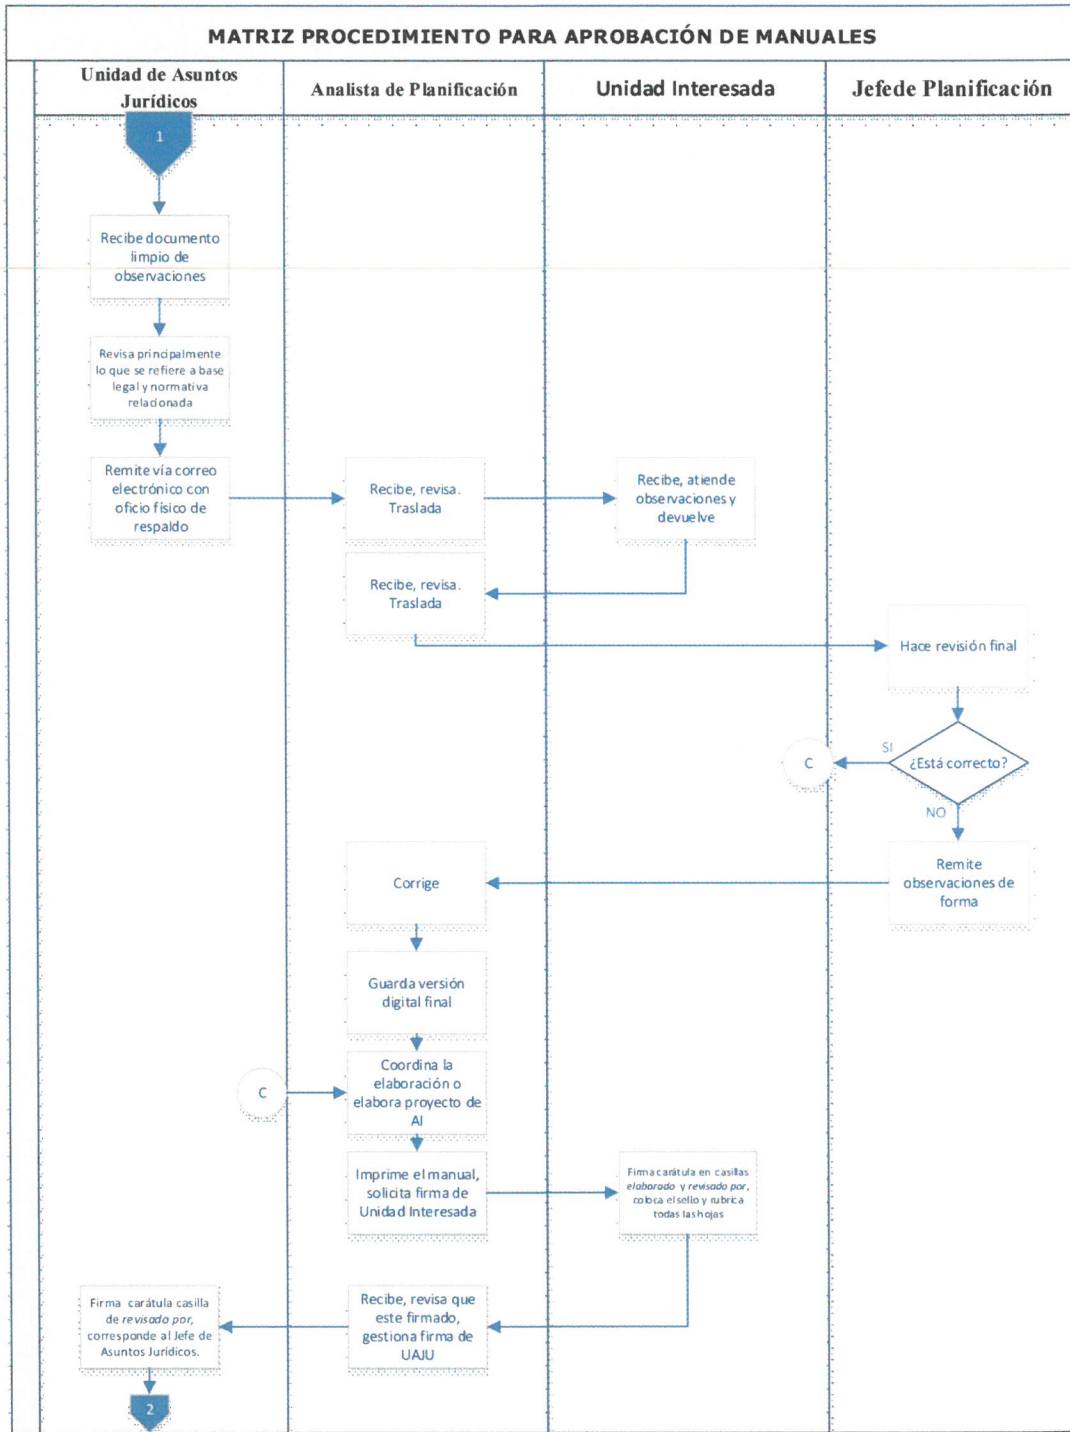 MATRIZ PROCEDIMIENTO PARA APROBACIÓN DE MANUALES
Unidad de Asuntos
Jurídicos
Analista de Planificación
Unidad Interesada
Jefede Planificación
1
Recibe documento
limpio de
observaciones
Revisa principalmente
lo que se refiere a base
legal y normativa
relacionada
Remite vía correo
electrónico con
oficio físico de
respaldo
Recibe, revisa.
Traslada
Recibe, atiende
observaciones y
devuelve
Recibe, revisa.
Traslada
Hace revisión final
¿Está correcto?
SI
C
NO
Remite
observaciones de
forma
Corrige
Guarda versión
digital final
C
Coordina la
elaboración o
elabora proyecto de
AI
Imprime el manual,
solicita firma de
Unidad Interesada
Firma carátula en casillas
elaborado y revisado por,
coloca el sello y rubrica
todas las hojas
Recibe, revisa que
este firmado,
gestiona firma de
UAJU
Firma carátula casilla
de revisado por,
corresponde al Jefe de
Asuntos Jurídicos.
2